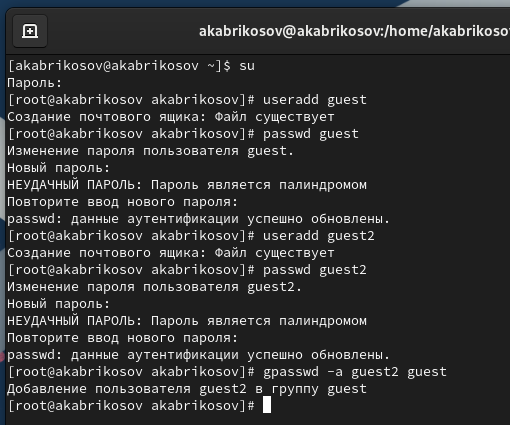 akabrikosov@akabrikosov:/home/akabrikoso
[akabrikosov@akabrikosov ~]$ su
Пароль:
[root@akabrikosov akabrikosov]# useradd guest
Создание почтового ящика: Файл существует
[root@akabrikosov akabrikosov]# passwd guest
Изменение пароля пользователя guest.
Новый пароль:
НЕУДАЧНЫЙ ПАРОЛЬ: Пароль является палиндромом
Повторите ввод нового пароля:
passwd: данные аутентификации успешно обновлены.
[root@akabrikosov akabrikosov]# useradd guest2
Создание почтового ящика: Файл существует
[root@akabrikosov akabrikosov]# passwd guest2
Изменение пароля пользователя guest2.
Новый пароль:
НЕУДАЧНЫЙ ПАРОЛЬ: Пароль является палиндромом
Повторите ввод нового пароля:
passwd: данные аутентификации успешно обновлены.
[root@akabrikosov akabrikosov]# gpasswd -a guest2 guest
Добавление пользователя guest2 в группу guest
[root@akabrikosov akabrikosov]#